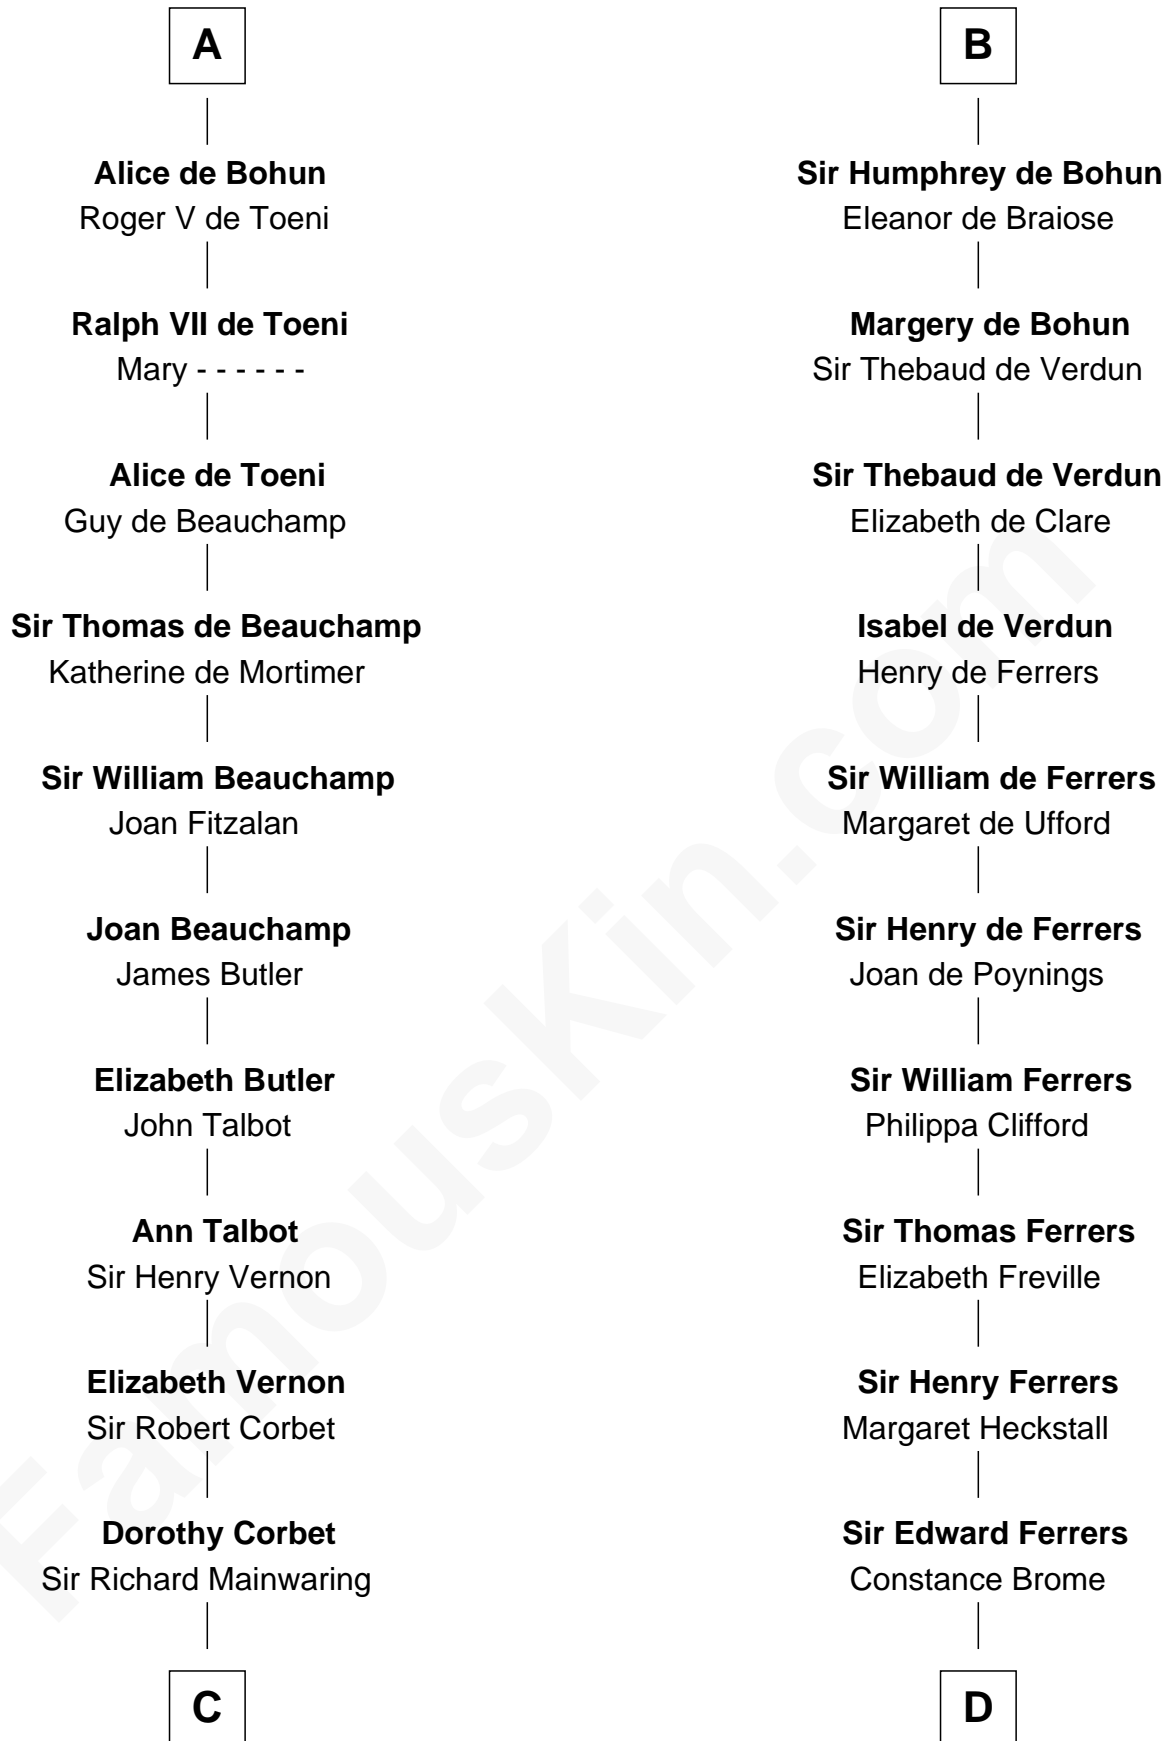 A
Alice de Bohun
Roger V de Toeni
Ralph VII de Toeni
Mary - - - - - -
Alice de Toeni
Guy de Beauchamp
Sir Thomas de Beauchamp
Katherine de Mortimer
Sir William Beauchamp
Joan Fitzalan
Joan Beauchamp
James Butler
Elizabeth Butler
John Talbot
Ann Talbot
Sir Henry Vernon
Elizabeth Vernon
Sir Robert Corbet
Dorothy Corbet
Sir Richard Mainwaring
C
B
Sir Humphrey de Bohun
Eleanor de Braiose
Margery de Bohun
Sir Thebaud de Verdun
Sir Thebaud de Verdun
Elizabeth de Clare
Isabel de Verdun
Henry de Ferrers
Sir William de Ferrers
Margaret de Ufford
Sir Henry de Ferrers
Joan de Poynings
Sir William Ferrers
Philippa Clifford
Sir Thomas Ferrers
Elizabeth Freville
Sir Henry Ferrers
Margaret Heckstall
Sir Edward Ferrers
Constance Brome
D
FamousKin.com